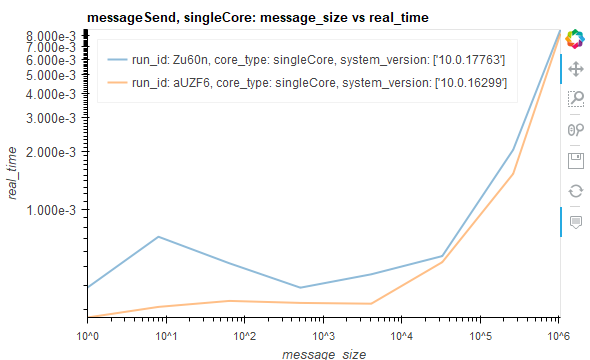 messageSend, singleCore: message_size vs real_time
8.000e-3
7.000e-3
6.000e-3
5.000e-3
4.000e-3
3.000e-3
2.000e-3
1.000e-3
real_time
run_id: Zu60n, core_type: singleCore, system_version: ['10.0.17763']
run_id: aUZF6, core_type: singleCore, system_version: ['10.0.16299']
10^0 10^1 10^2 10^3 10^4 10^5 10^6
message_size